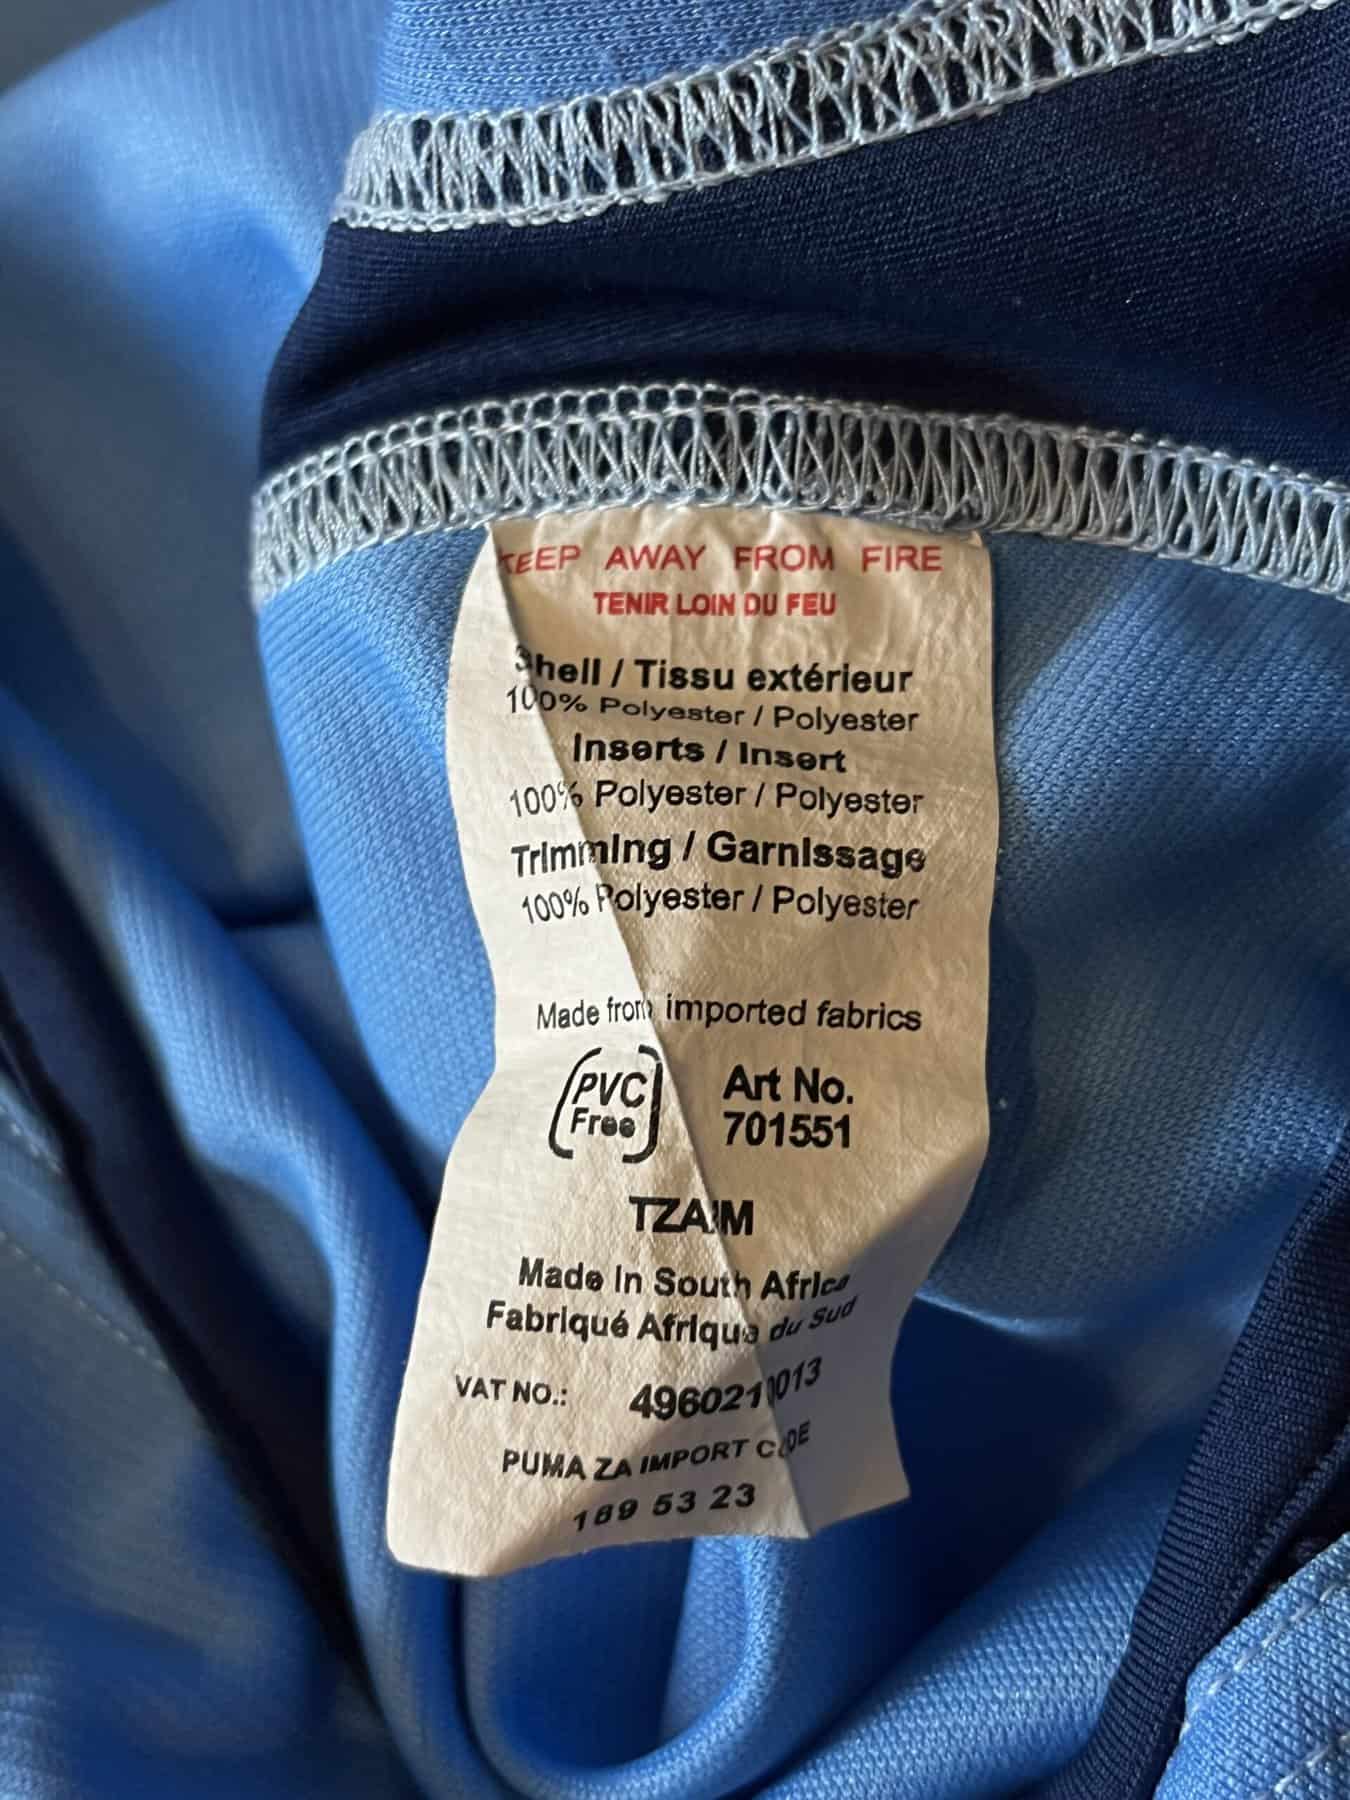 KEEP AWAY FROM FIRE
TENIR LOIN DU FEU
Shell / Tissu extérieur
100% Polyester / Polyester
Inserts / Insert
100% Polyester / Polyester
Trimming / Garnissage
100% Polyester / Polyester
Made from imported fabrics
PVC
Free
Art No.
701551
Made In South Africa
Fabriqué Afrique du Sud
VAT NO.: 4960210013
PUMA ZA IMPORT CODE
189 53 23